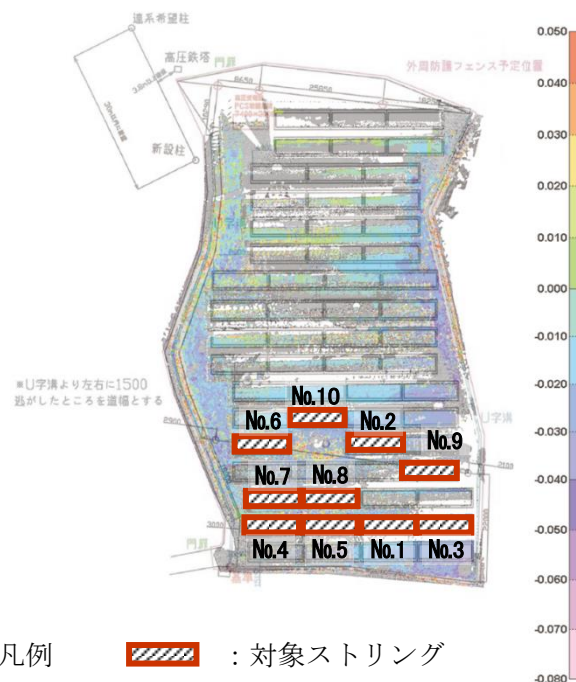 連系希望柱
高圧鉄塔
門扉
外周防護フェンス予定位置
新設柱
※U字溝より左右に1500
逃がしたところを道幅とする
U字溝
No.10
No.6
No.2
No.9
No.7
No.8
No.4
No.5
No.1
No.3
門扉
基準
0.050
0.040
0.030
0.020
0.010
0.000
-0.010
-0.020
-0.030
-0.040
-0.050
-0.060
-0.070
-0.080
凡例
：対象ストリング